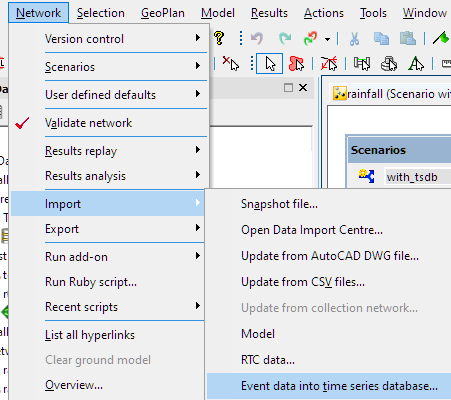 Network Selection GeoPlan Model Results Actions Tools Window
Version control
Scenarios
User defined defaults
Validate network
Results replay
Results analysis
Import
Export
Run add-on
Run Ruby script...
Recent scripts
List all hyperlinks
Clear ground model
Overview...
Snapshot file...
Open Data Import Centre...
Update from AutoCAD DWG file...
Update from CSV files...
Update from collection network...
Model
RTC data...
Event data into time series database...
rainfall (Scenario wi
Scenarios
with_tsdb